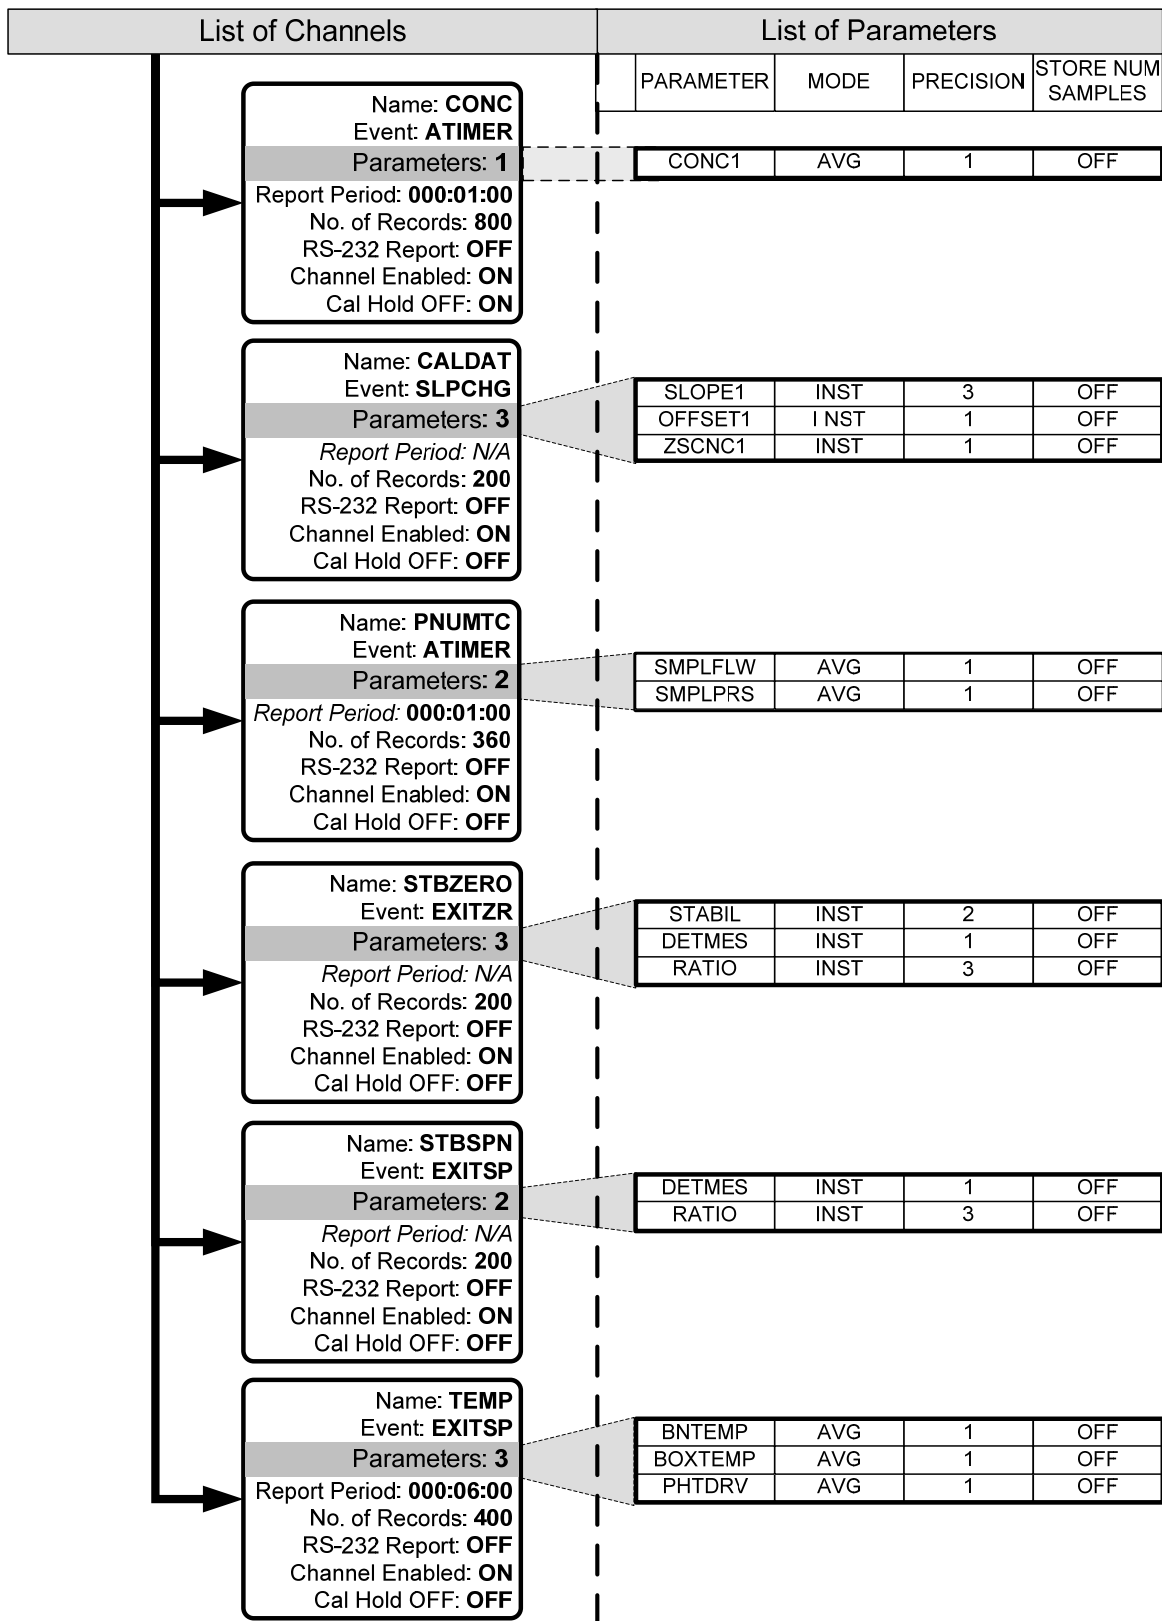 List of Channels
List of Parameters
PARAMETER MODE PRECISION STORE NUM SAMPLES
Name: CONC
Event: ATIMER
Parameters: 1
Report Period: 000:01:00
No. of Records: 800
RS-232 Report: OFF
Channel Enabled: ON
Cal Hold OFF: ON
CONC1 AVG 1 OFF
Name: CALDAT
Event: SLPCHG
Parameters: 3
Report Period: N/A
No. of Records: 200
RS-232 Report: OFF
Channel Enabled: ON
Cal Hold OFF: OFF
SLOPE1 INST 3 OFF
OFFSET1 I NST 1 OFF
ZSCNC1 INST 1 OFF
Name: PNUMTC
Event: ATIMER
Parameters: 2
Report Period: 000:01:00
No. of Records: 360
RS-232 Report: OFF
Channel Enabled: ON
Cal Hold OFF: OFF
SMPLFLW AVG 1 OFF
SMPLPRS AVG 1 OFF
Name: STBZERO
Event: EXITZR
Parameters: 3
Report Period: N/A
No. of Records: 200
RS-232 Report: OFF
Channel Enabled: ON
Cal Hold OFF: OFF
STABIL INST 2 OFF
DETMES INST 1 OFF
RATIO INST 3 OFF
Name: STBSPN
Event: EXITSP
Parameters: 2
Report Period: N/A
No. of Records: 200
RS-232 Report: OFF
Channel Enabled: ON
Cal Hold OFF: OFF
DETMES INST 1 OFF
RATIO INST 3 OFF
Name: TEMP
Event: EXITSP
Parameters: 3
Report Period: 000:06:00
No. of Records: 400
RS-232 Report: OFF
Channel Enabled: ON
Cal Hold OFF: OFF
BNTEMP AVG 1 OFF
BOXTEMP AVG 1 OFF
PHTDRV AVG 1 OFF